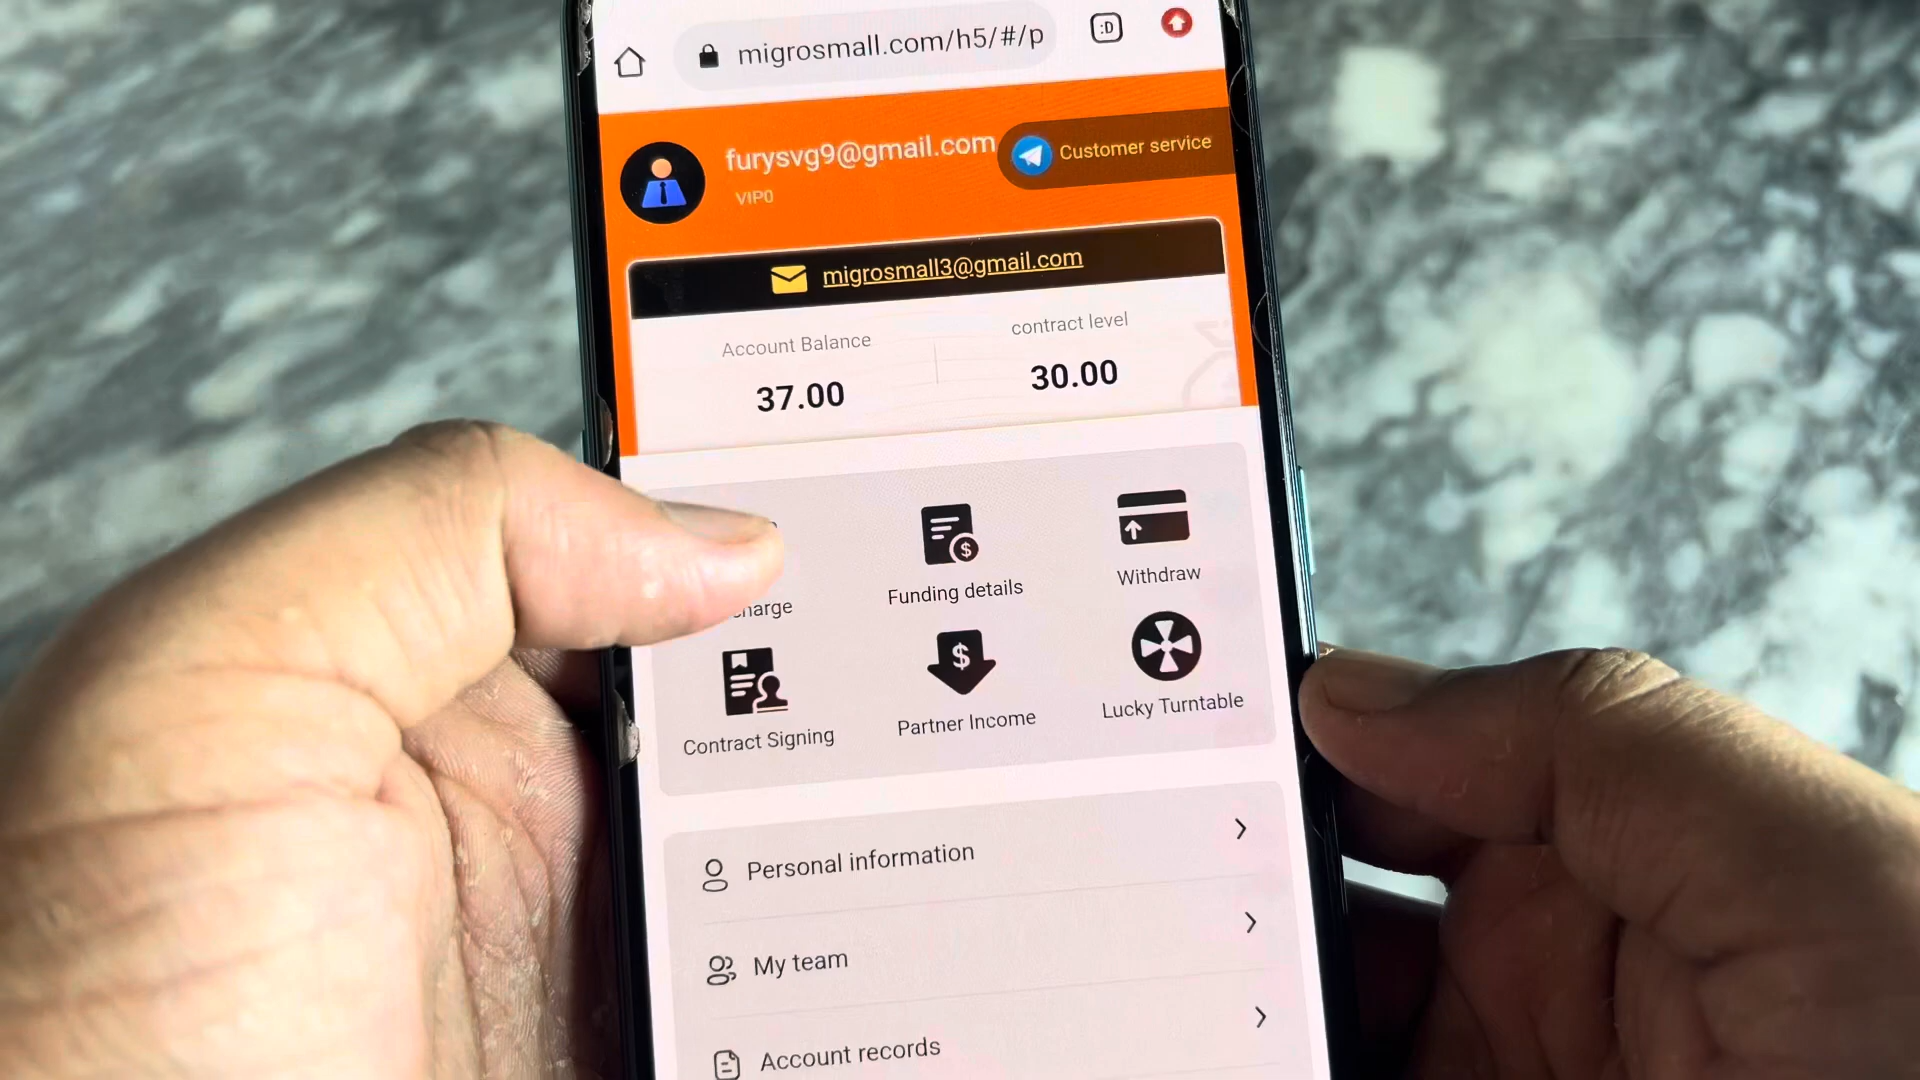 migrosmall.com/h5/#/p
:D
furysvg9@gmail.com
Customer service
VIP0
migrosmall3@gmail.com
Account Balance
contract level
37.00
30.00
Funding details
Withdraw
Contract Signing
Partner Income
Lucky Turntable
Personal information
My team
Account records